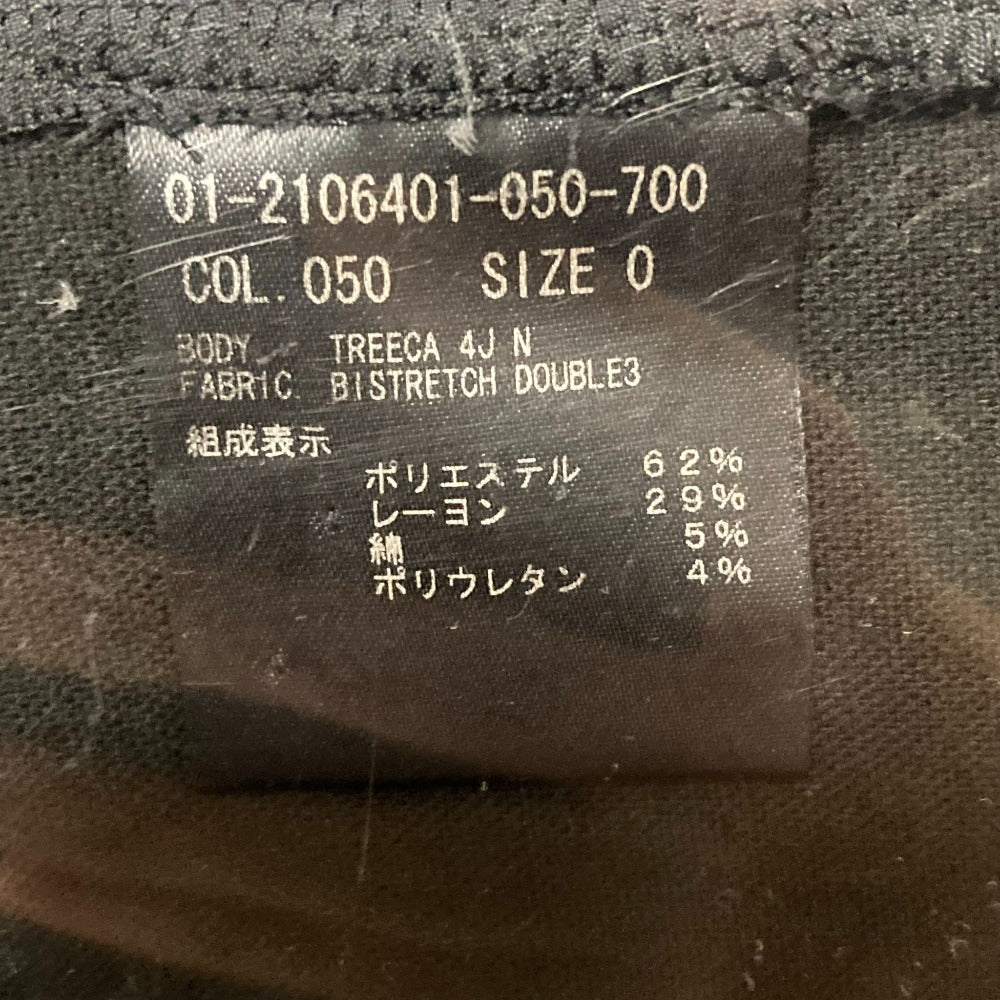 01-2106401-050-700
COL. 050 SIZE 0
BODY TREECA 4J N
FABRIC. BISTRETCH DOUBLE3
組成表示
ポリエステル 62%
レーヨン 29%
綿 5%
ポリウレタン 4%